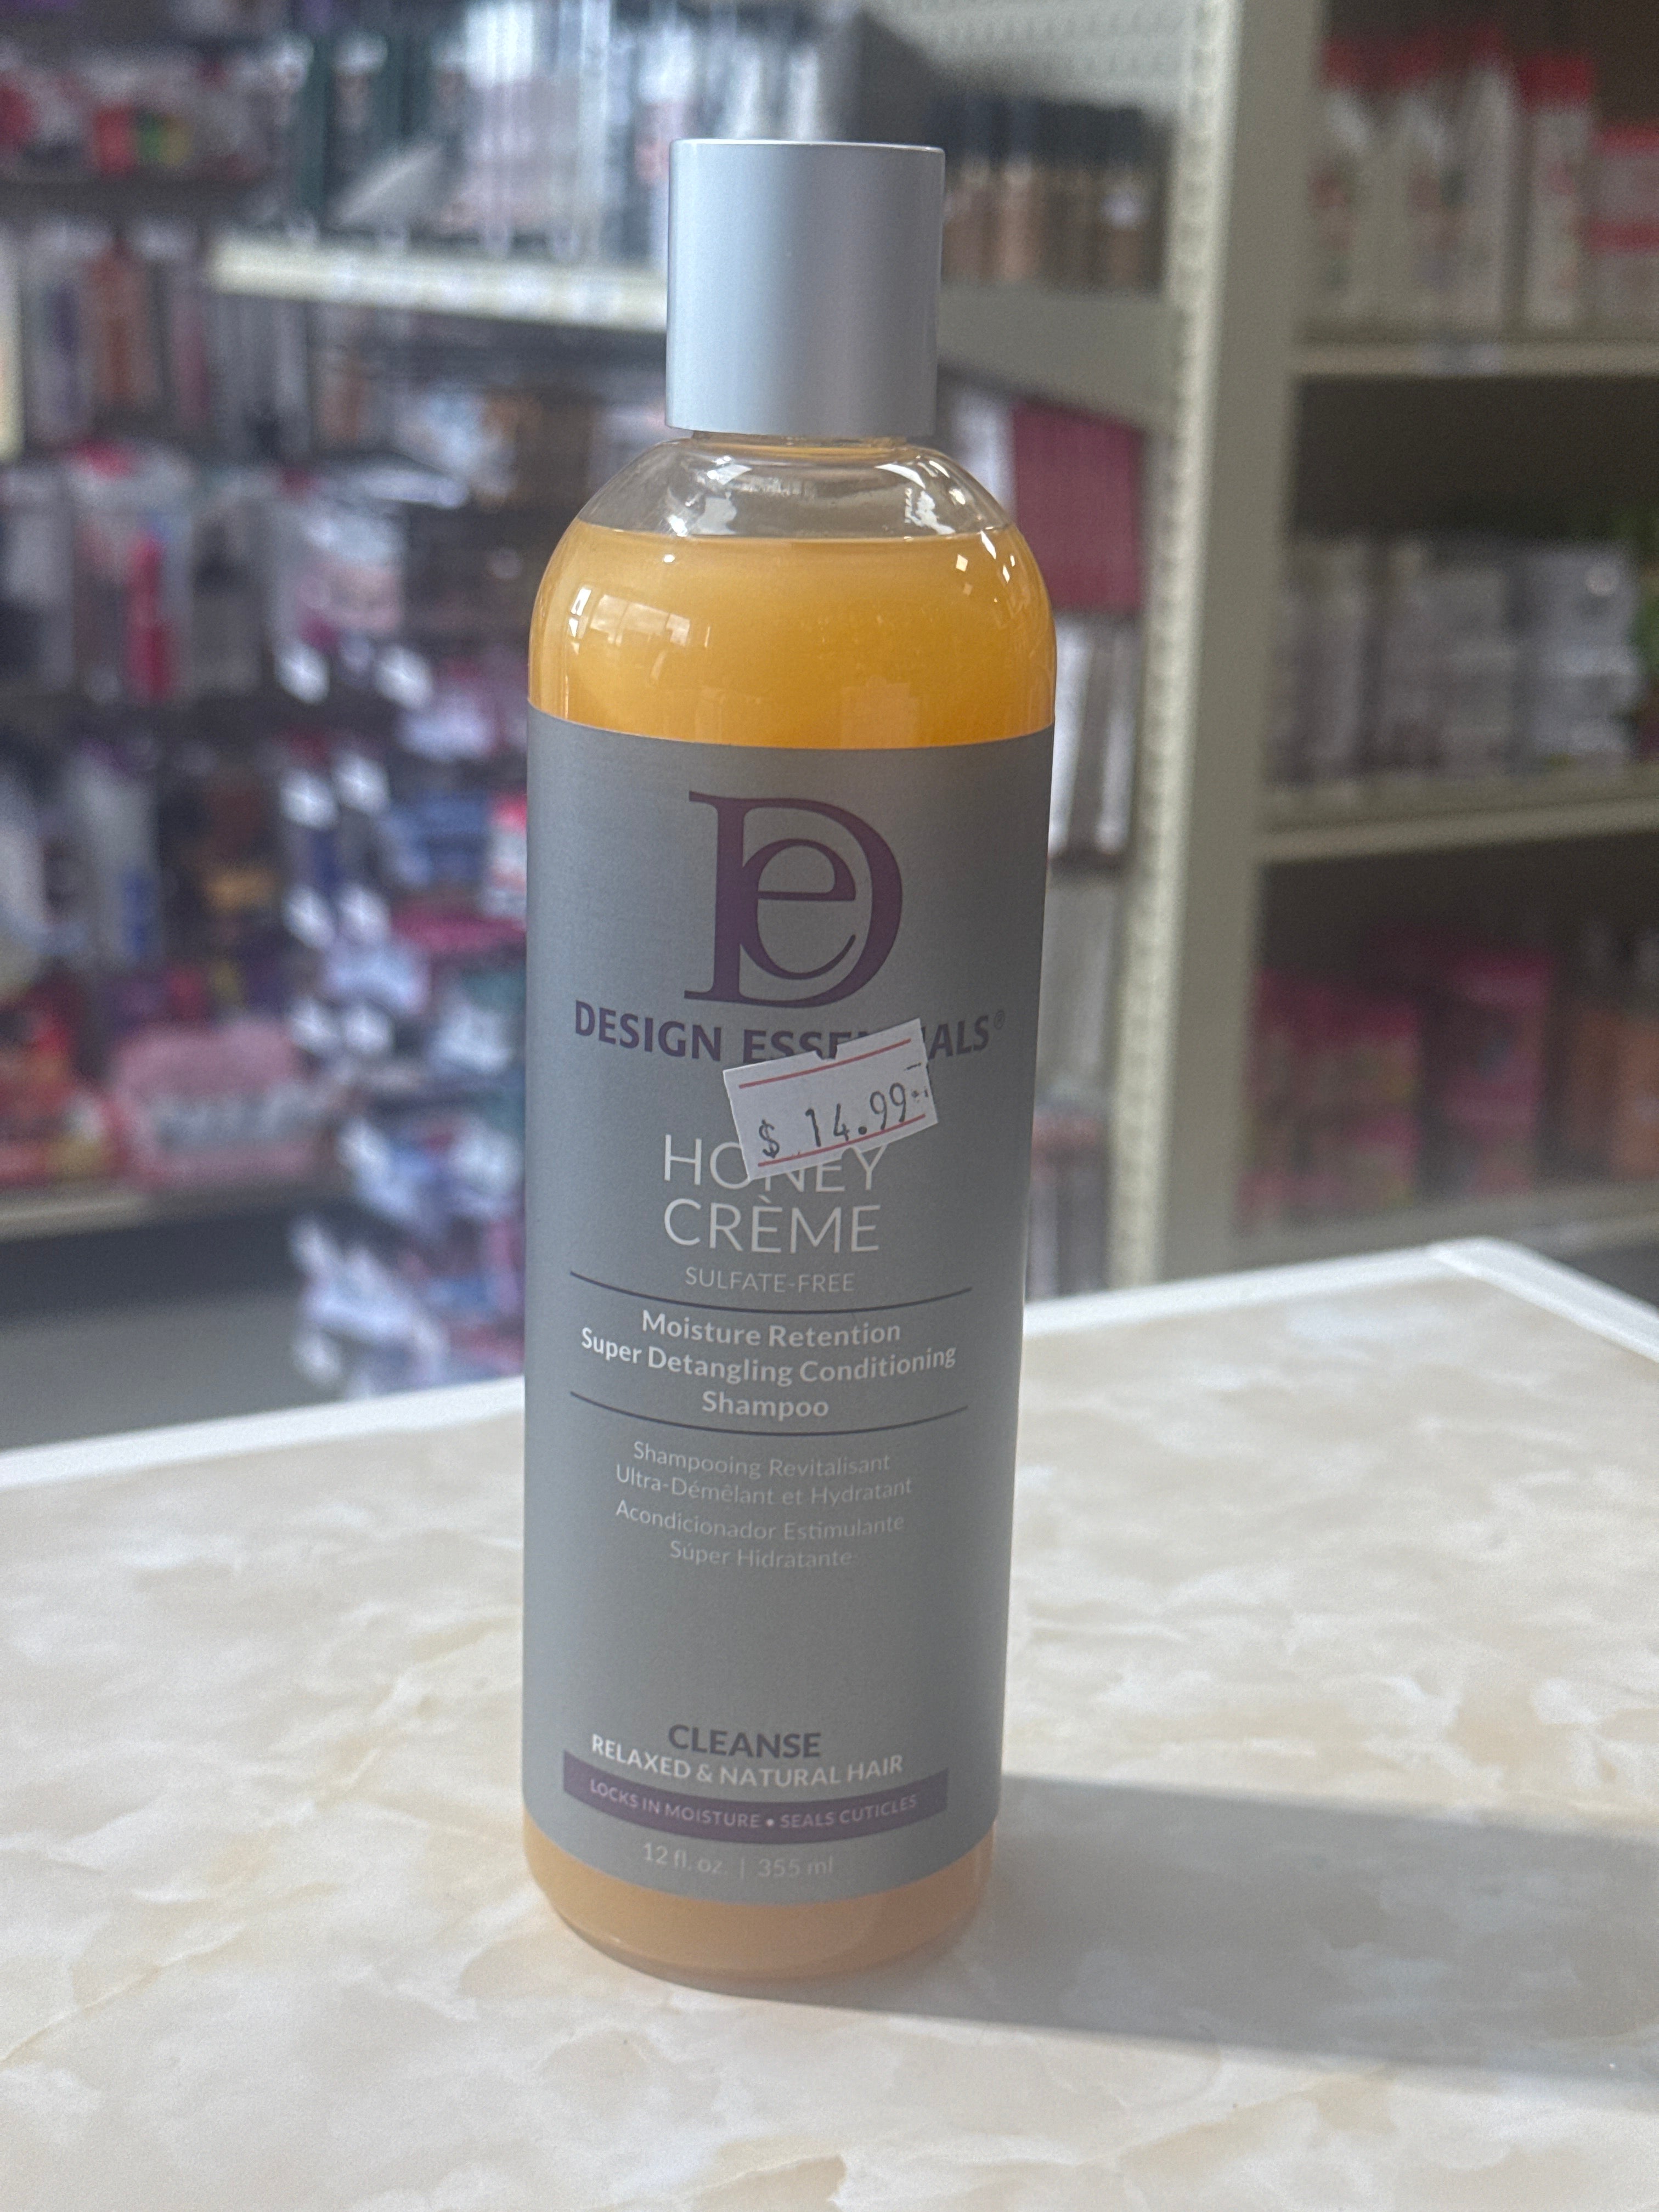 De
DESIGN ESSENTIALS®
$ 14.99
HONEY
CRÈME
SULFATE-FREE
Moisture Retention
Super Detangling Conditioning
Shampoo
Shampooing Revitalisant
Ultra-Démêlant et Hydratant
Acondicionador Estimulante
Súper Hidratante
CLEANSE
RELAXED & NATURAL HAIR
LOCKS IN MOISTURE • SEALS CUTICLES
12 fl. oz. | 355 ml